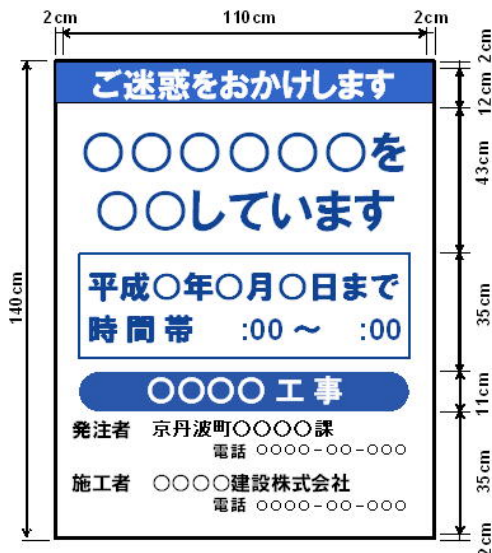 2cm 110cm 2cm
2cm
12cm
43cm
35cm
11cm
35cm
2cm
140cm
ご迷惑をおかけします
○○○○○○を
○○しています
平成○年○月○日まで
時間帯 :00～ :00
○○○○工事
発注者 京丹波町○○○○課
電話 ○○○○-○○-○○○
施工者 ○○○○建設株式会社
電話 ○○○○-○○-○○○